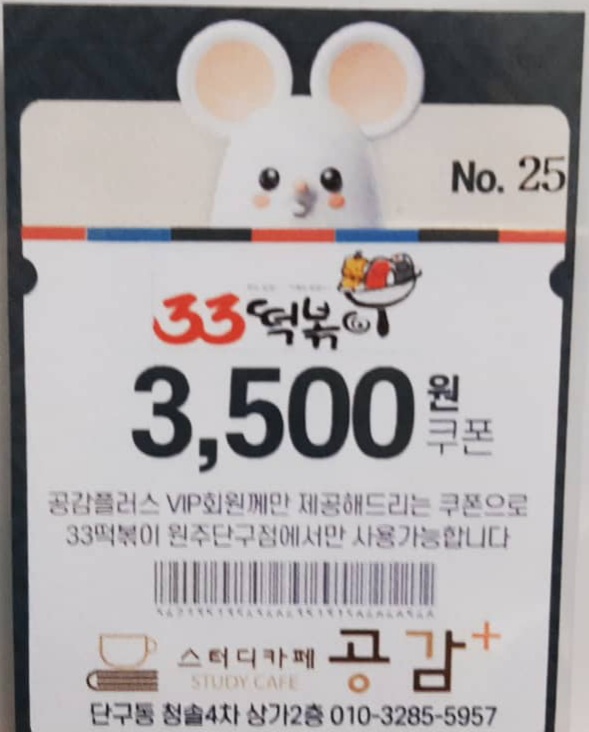 No. 25
33떡볶이
3,500원
쿠폰
공감플러스 VIP회원께만 제공해드리는 쿠폰으로
33떡볶이 원주단구점에서만 사용가능합니다
스터디카페 공감+
STUDY CAFE
단구동 청솔4차 상가2층 010-3285-5957